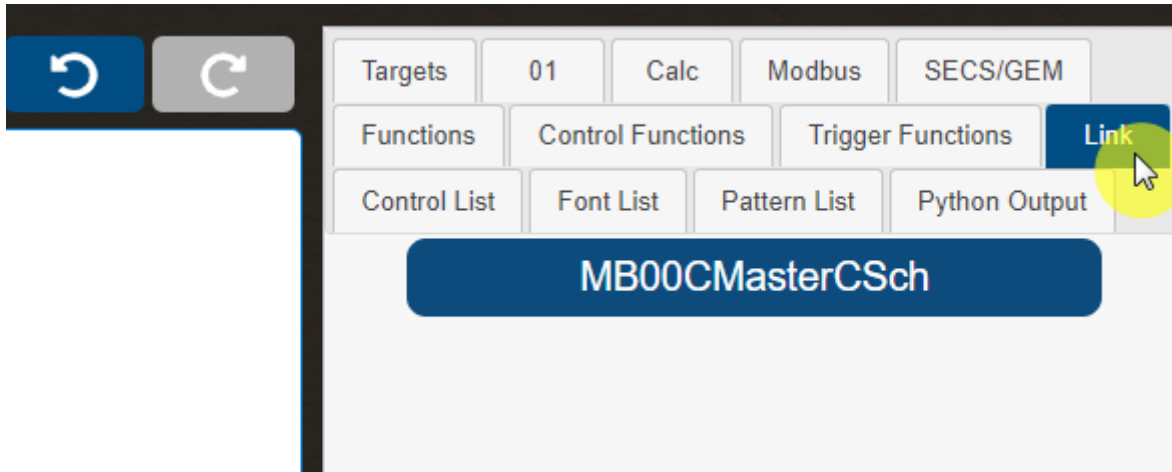 Targets 01 Calc Modbus SECS/GEM
Functions Control Functions Trigger Functions Link
Control List Font List Pattern List Python Output
MB00CMasterCSch